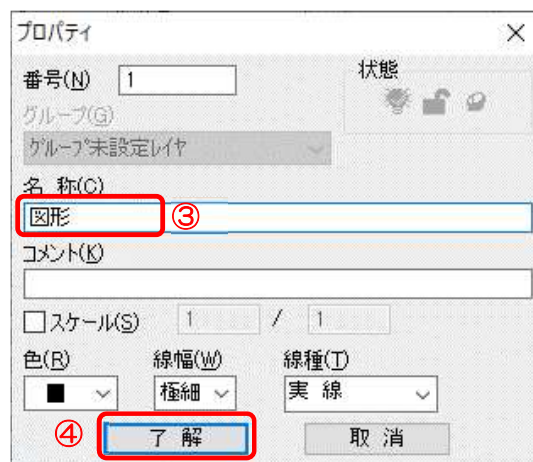 プロパティ
番号(N) 1
状態
グループ(G)
グループ未設定レイヤ
名 称(C)
図形 ③
コメント(K)
スケール(S) 1 / 1
色(R) 線幅(W) 線種(T)
極細 実 線
④ 了 解 取 消